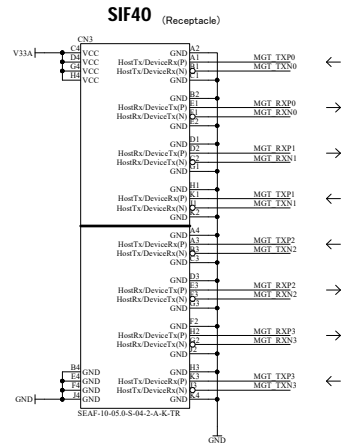 SIF40 (Receptacle)
CN3
V33A C4 VCC GND A2
D4 VCC HostTx/DeviceRx(P) A1 MGT_TXP0
G4 VCC HostTx/DeviceRx(N) B1 MGT_TXN0
H4 VCC GND C1
GND B2
HostRx/DeviceTx(P) E1 MGT_RXP0
HostRx/DeviceTx(N) F1 MGT_RXN0
GND E2
GND D1
HostRx/DeviceTx(P) D2 MGT_RXP1
HostRx/DeviceTx(N) C2 MGT_RXN1
GND G1
GND H1
HostTx/DeviceRx(P) K1 MGT_TXP1
HostTx/DeviceRx(N) J1 MGT_TXN1
GND K2
GND A4
HostTx/DeviceRx(P) A3 MGT_TXP2
HostTx/DeviceRx(N) B3 MGT_TXN2
GND C3
GND D3
HostRx/DeviceTx(P) E3 MGT_RXP2
HostRx/DeviceTx(N) F3 MGT_RXN2
GND G3
GND F2
HostRx/DeviceTx(P) H2 MGT_RXP3
HostRx/DeviceTx(N) G2 MGT_RXN3
GND J2
B4 GND GND H3
E4 GND HostTx/DeviceRx(P) K3 MGT_TXP3
F4 GND HostTx/DeviceRx(N) J3 MGT_TXN3
GND J4 GND GND K4
SEAF-10-05.0-S-04-2-A-K-TR
GND